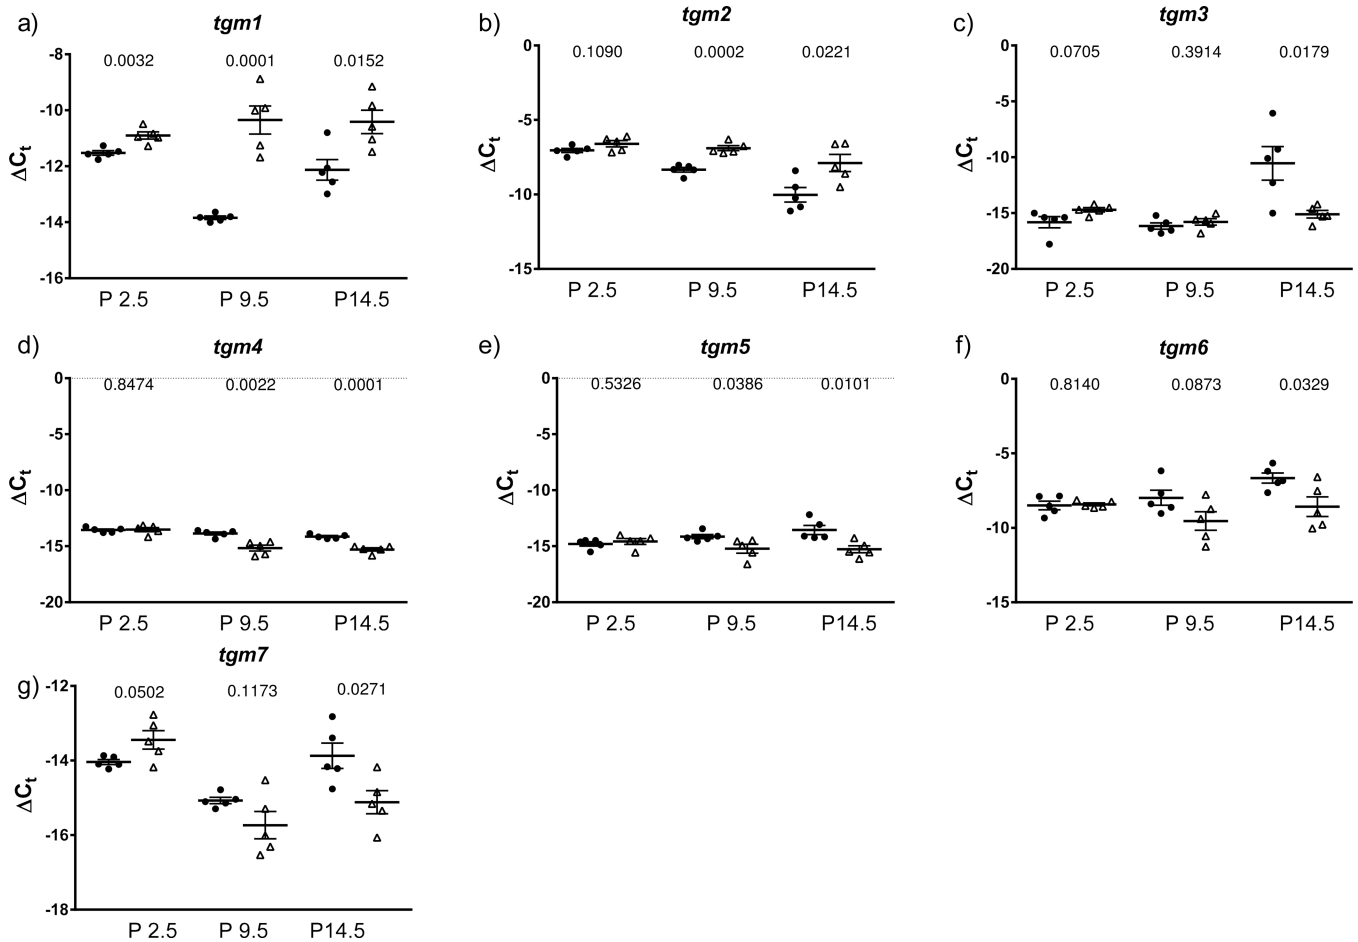 a) tgm1
-8
0.0032 0.0001 0.0152
-10
-12
-14
-16
ΔCt
P 2.5 P 9.5 P14.5
b) tgm2
0
0.1090 0.0002 0.0221
-5
-10
-15
ΔCt
P 2.5 P 9.5 P14.5
c) tgm3
0
0.0705 0.3914 0.0179
-5
-10
-15
-20
ΔCt
P 2.5 P 9.5 P14.5
d) tgm4
0
0.8474 0.0022 0.0001
-5
-10
-15
-20
ΔCt
P 2.5 P 9.5 P14.5
e) tgm5
0
0.5326 0.0386 0.0101
-5
-10
-15
-20
ΔCt
P 2.5 P 9.5 P14.5
f) tgm6
0
0.8140 0.0873 0.0329
-5
-10
-15
ΔCt
P 2.5 P 9.5 P14.5
g) tgm7
-12
0.0502 0.1173 0.0271
-14
-16
-18
ΔCt
P 2.5 P 9.5 P14.5